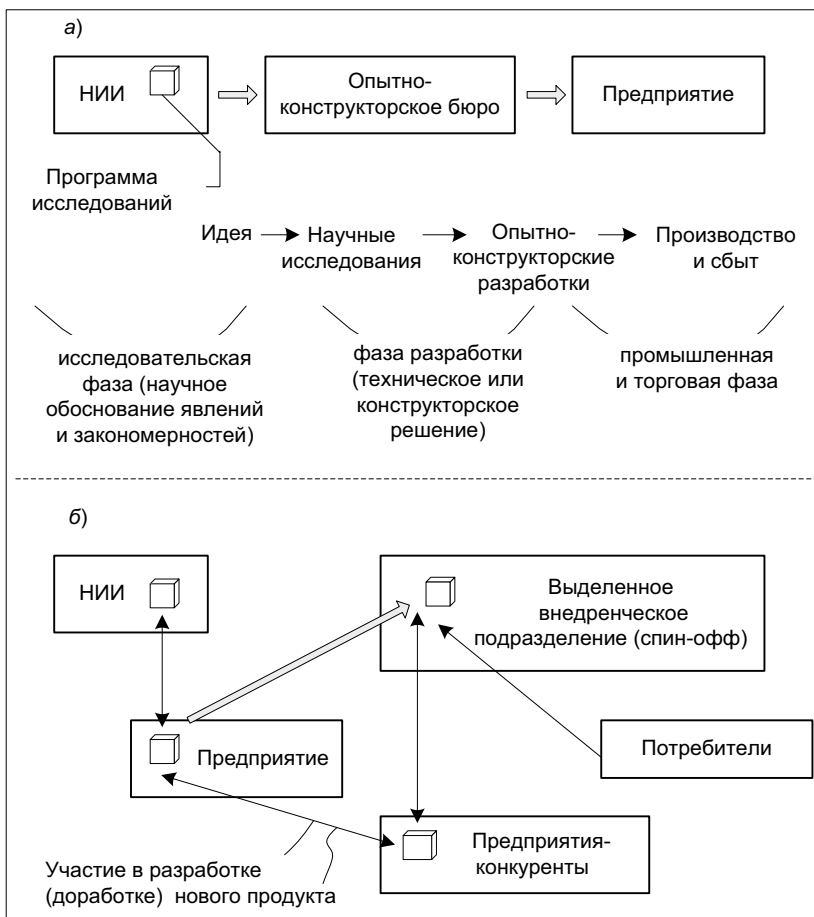 а)
НИИ
Опытно-
конструкторское бюро
Предприятие
Программа
исследований
Идея
Научные
исследования
Опытно-
конструкторские
разработки
Производство
и сбыт
исследовательская
фаза (научное
обоснование явлений
и закономерностей)
фаза разработки
(техническое или
конструкторское
решение)
промышленная
и торговая фаза
б)
НИИ
Выделенное
внедренческое
подразделение (спин-офф)
Предприятие
Потребители
Предприятия-
конкуренты
Участие в разработке
(доработке) нового продукта